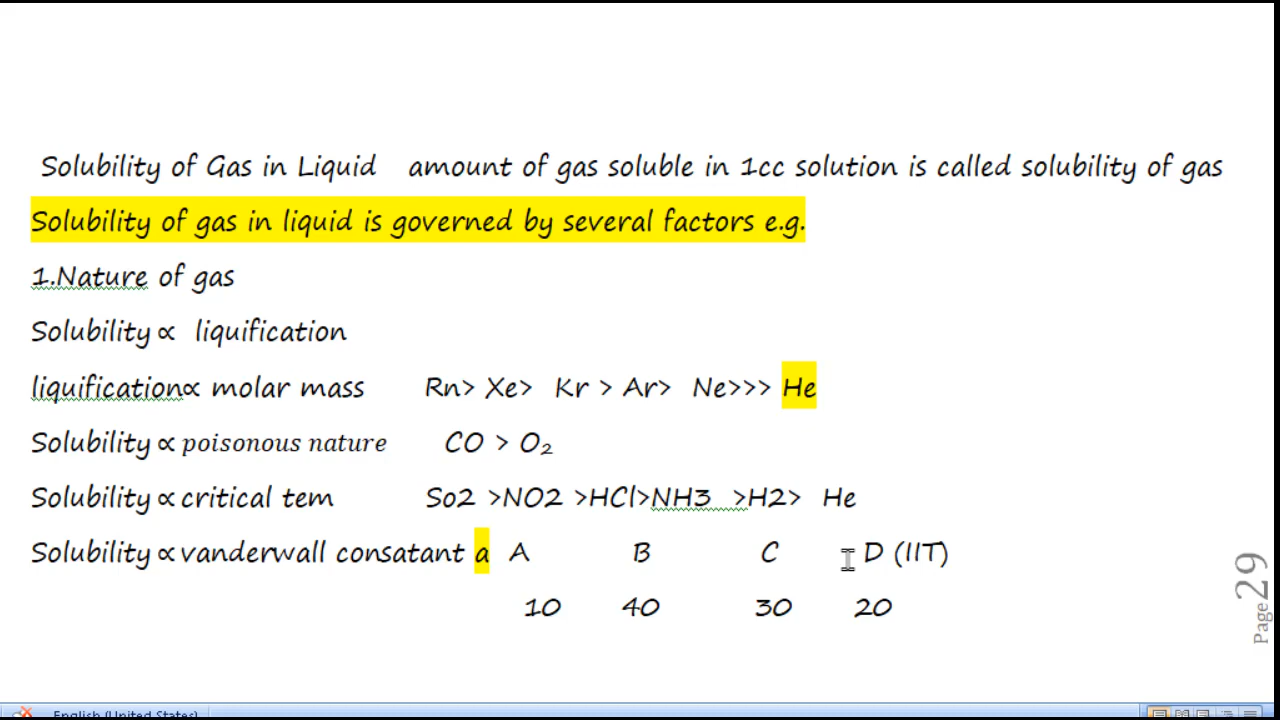 Solubility of Gas in Liquid amount of gas soluble in 1cc solution is called solubility of gas
Solubility of gas in liquid is governed by several factors e.g.
1.Nature of gas
Solubility ∝ liquification
liquification∝ molar mass Rn> Xe> Kr > Ar> Ne>>> He
Solubility ∝ poisonous nature CO > O₂
Solubility ∝ critical tem So2 >NO2 >HCl>NH3 >H2> He
Solubility ∝ vanderwall consatant a A B C D (IIT)
10 40 30 20
Page 29
English (United States)